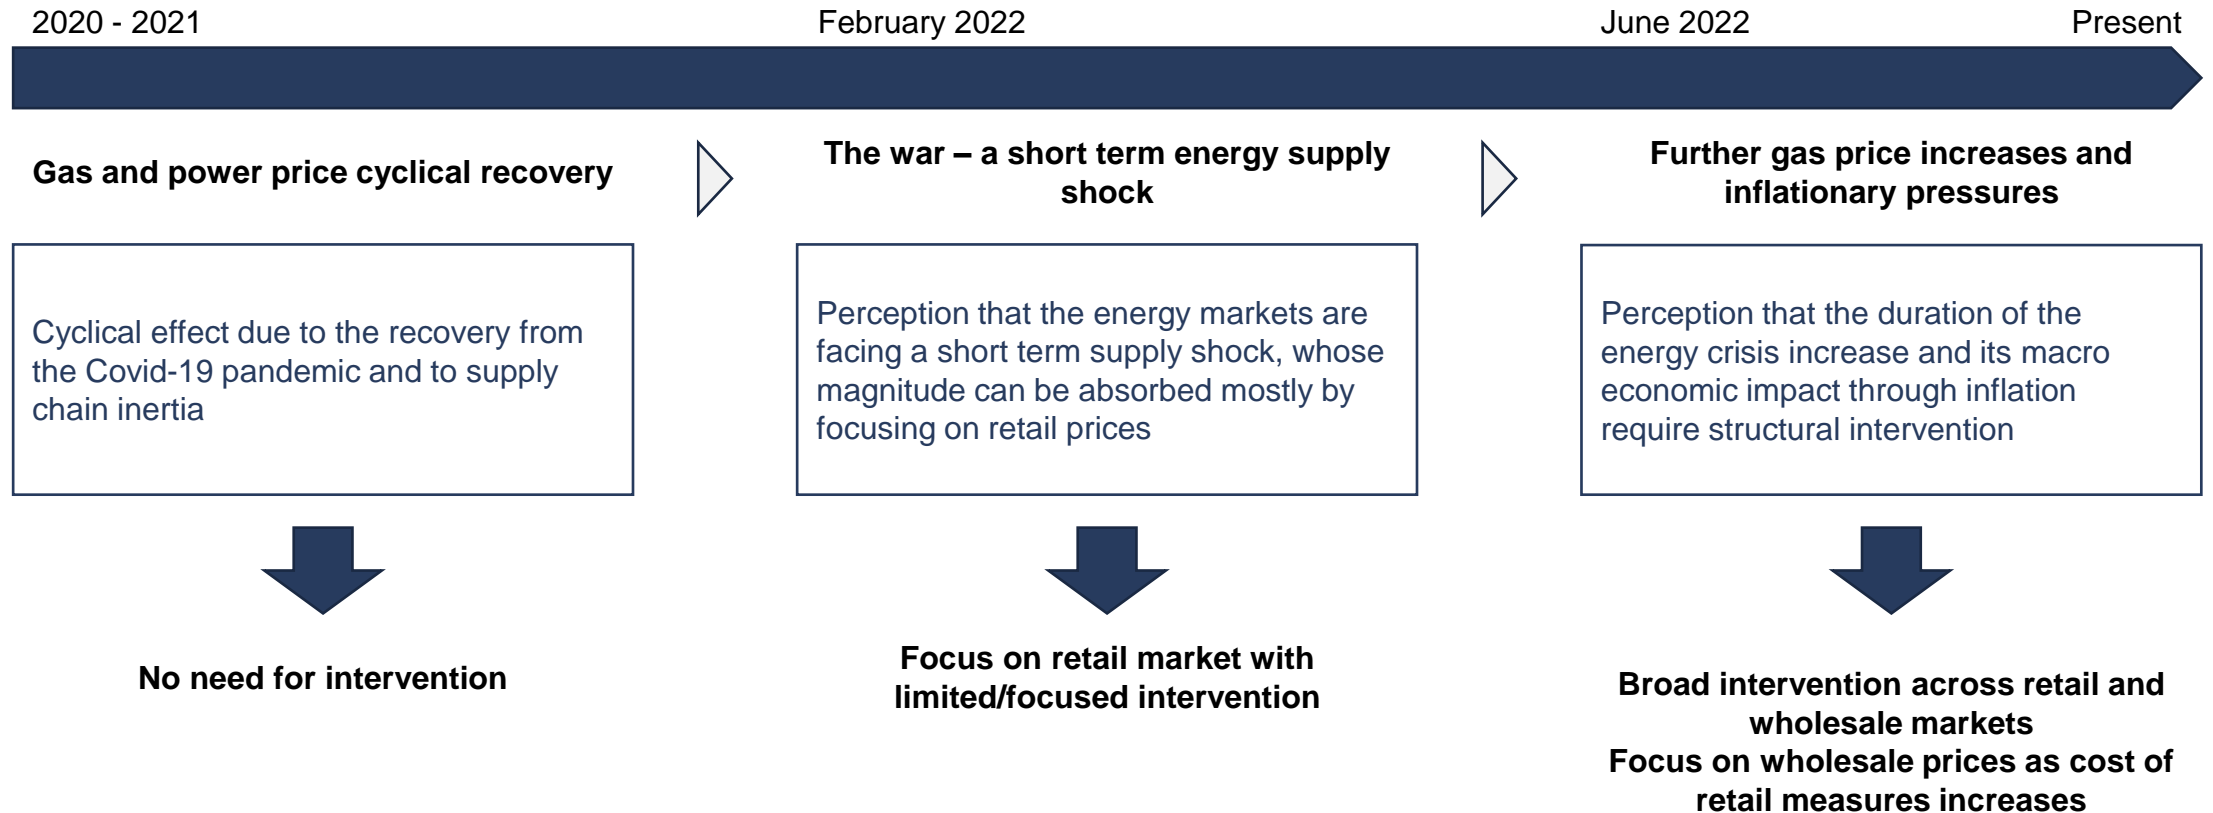 2020 - 2021
February 2022
June 2022
Present
Gas and power price cyclical recovery
The war – a short term energy supply
shock
Further gas price increases and
inflationary pressures
Cyclical effect due to the recovery from
the Covid-19 pandemic and to supply
chain inertia
Perception that the energy markets are
facing a short term supply shock, whose
magnitude can be absorbed mostly by
focusing on retail prices
Perception that the duration of the
energy crisis increase and its macro
economic impact through inflation
require structural intervention
No need for intervention
Focus on retail market with
limited/focused intervention
Broad intervention across retail and
wholesale markets
Focus on wholesale prices as cost of
retail measures increases